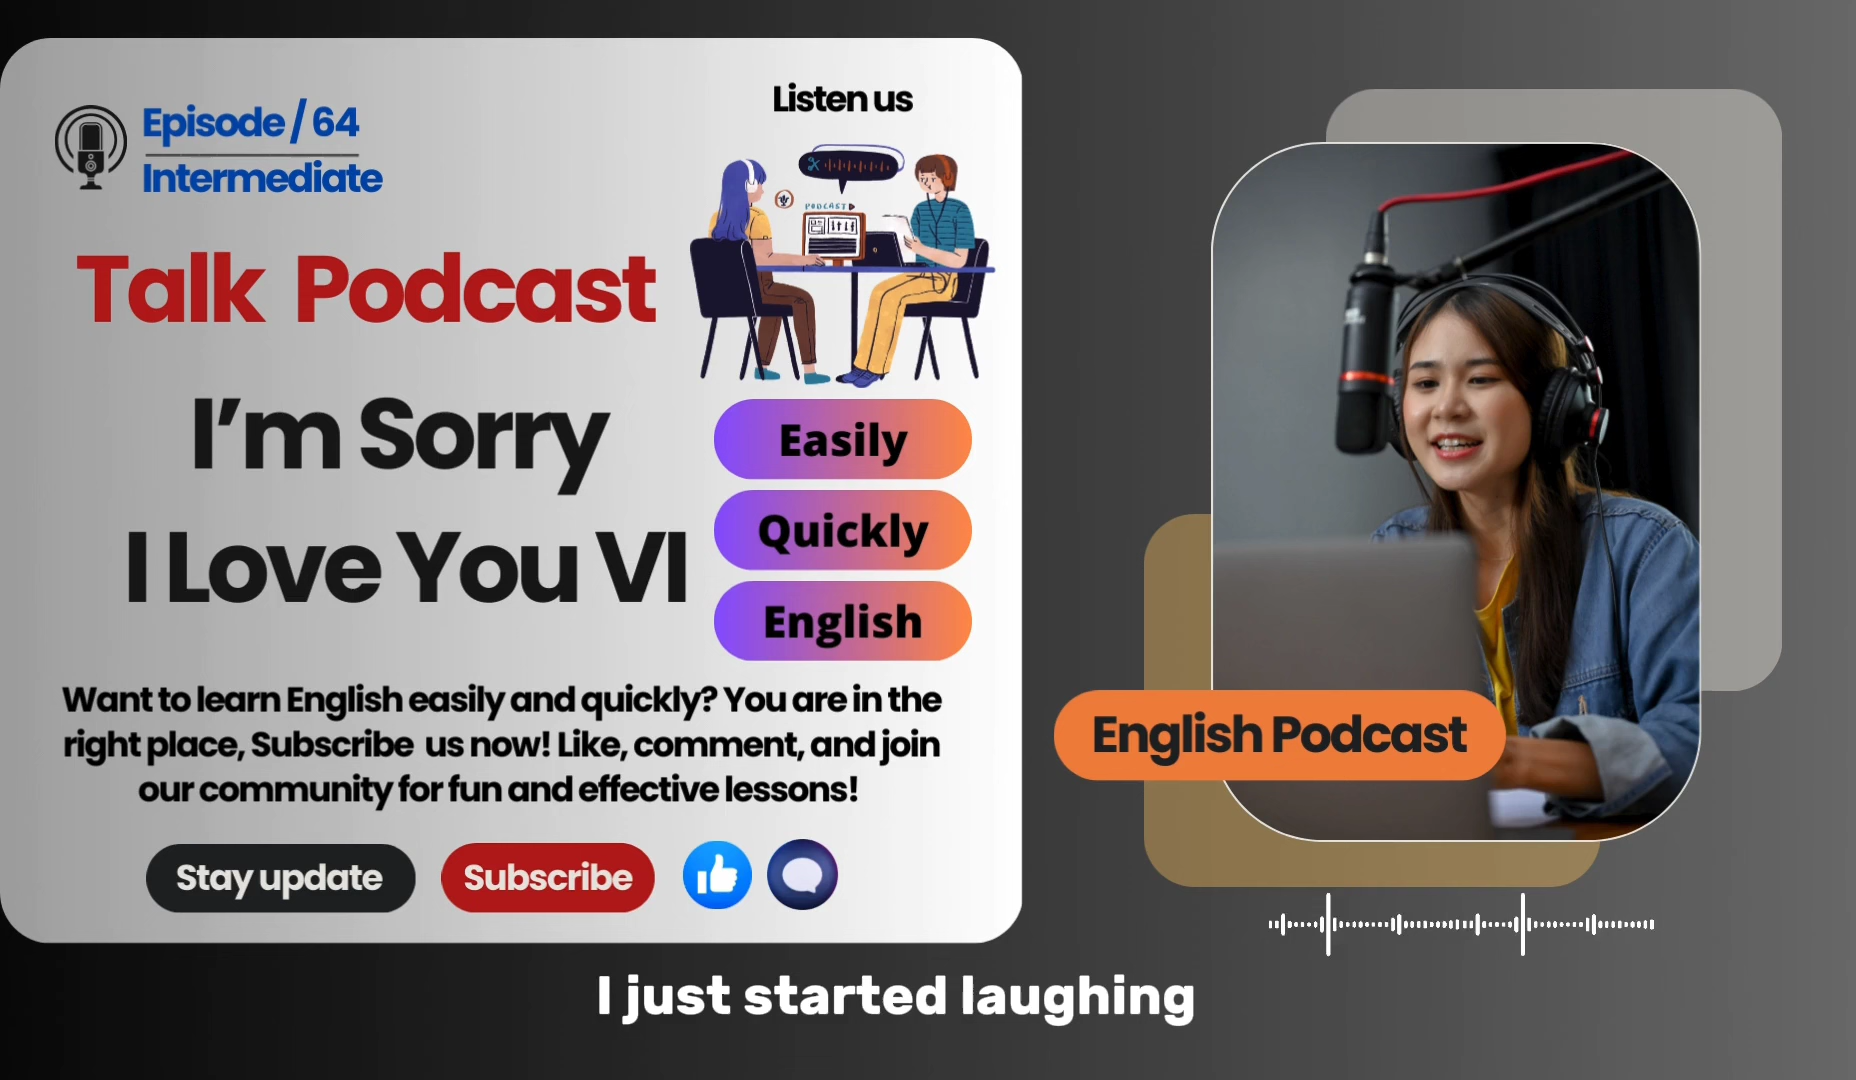 Episode / 64
Intermediate
Listen us
PODCAST
Talk Podcast
I'm Sorry
I Love You VI
Easily
Quickly
English
Want to learn English easily and quickly? You are in the
right place, Subscribe us now! Like, comment, and join
our community for fun and effective lessons!
Stay update
Subscribe
English Podcast
I just started laughing